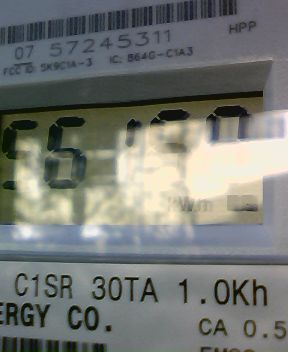 07 57245311
HPP
FCC ID: SK9C1A-3 IC: 864G-C1A3
C1SR 30TA 1.0Kh
ERGY CO.
CA 0.5